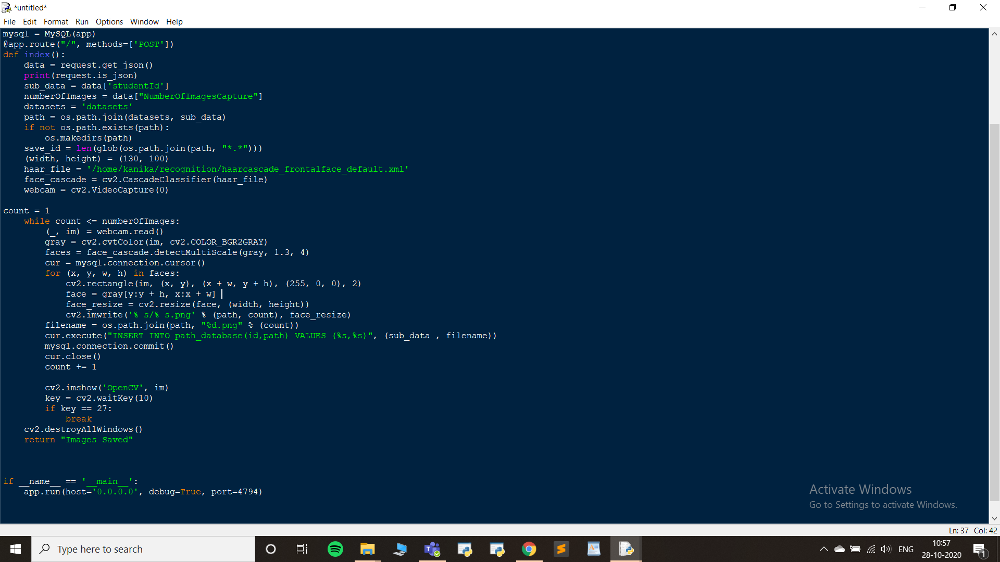 *untitled*
File Edit Format Run Options Window Help
mysql = MySQL(app)
@app.route("/", methods=['POST'])
def index():
    data = request.get_json()
    print(request.is_json)
    sub_data = data['studentId']
    numberOfImages = data["NumberOfImagesCapture"]
    datasets = 'datasets'
    path = os.path.join(datasets, sub_data)
    if not os.path.exists(path):
        os.makedirs(path)
    save_id = len(glob(os.path.join(path, "*.*")))
    (width, height) = (130, 100)
    haar_file = '/home/kanika/recognition/haarcascade_frontalface_default.xml'
    face_cascade = cv2.CascadeClassifier(haar_file)
    webcam = cv2.VideoCapture(0)
count = 1
    while count <= numberOfImages:
        (_, im) = webcam.read()
        gray = cv2.cvtColor(im, cv2.COLOR_BGR2GRAY)
        faces = face_cascade.detectMultiScale(gray, 1.3, 4)
        cur = mysql.connection.cursor()
        for (x, y, w, h) in faces:
            cv2.rectangle(im, (x, y), (x + w, y + h), (255, 0, 0), 2)
            face = gray[y:y + h, x:x + w]
            face_resize = cv2.resize(face, (width, height))
            cv2.imwrite('% s/% s.png' % (path, count), face_resize)
        filename = os.path.join(path, "%d.png" % (count))
        cur.execute("INSERT INTO path_database(id,path) VALUES (%s,%s)", (sub_data , filename))
        mysql.connection.commit()
        cur.close()
        count += 1
        cv2.imshow('OpenCV', im)
        key = cv2.waitKey(10)
        if key == 27:
            break
    cv2.destroyAllWindows()
    return "Images Saved"
if __name__ == '__main__':
    app.run(host='0.0.0.0', debug=True, port=4794)
Activate Windows
Go to Settings to activate Windows.
Ln: 37 Col: 42
Type here to search
ENG
10:57
28-10-2020
1